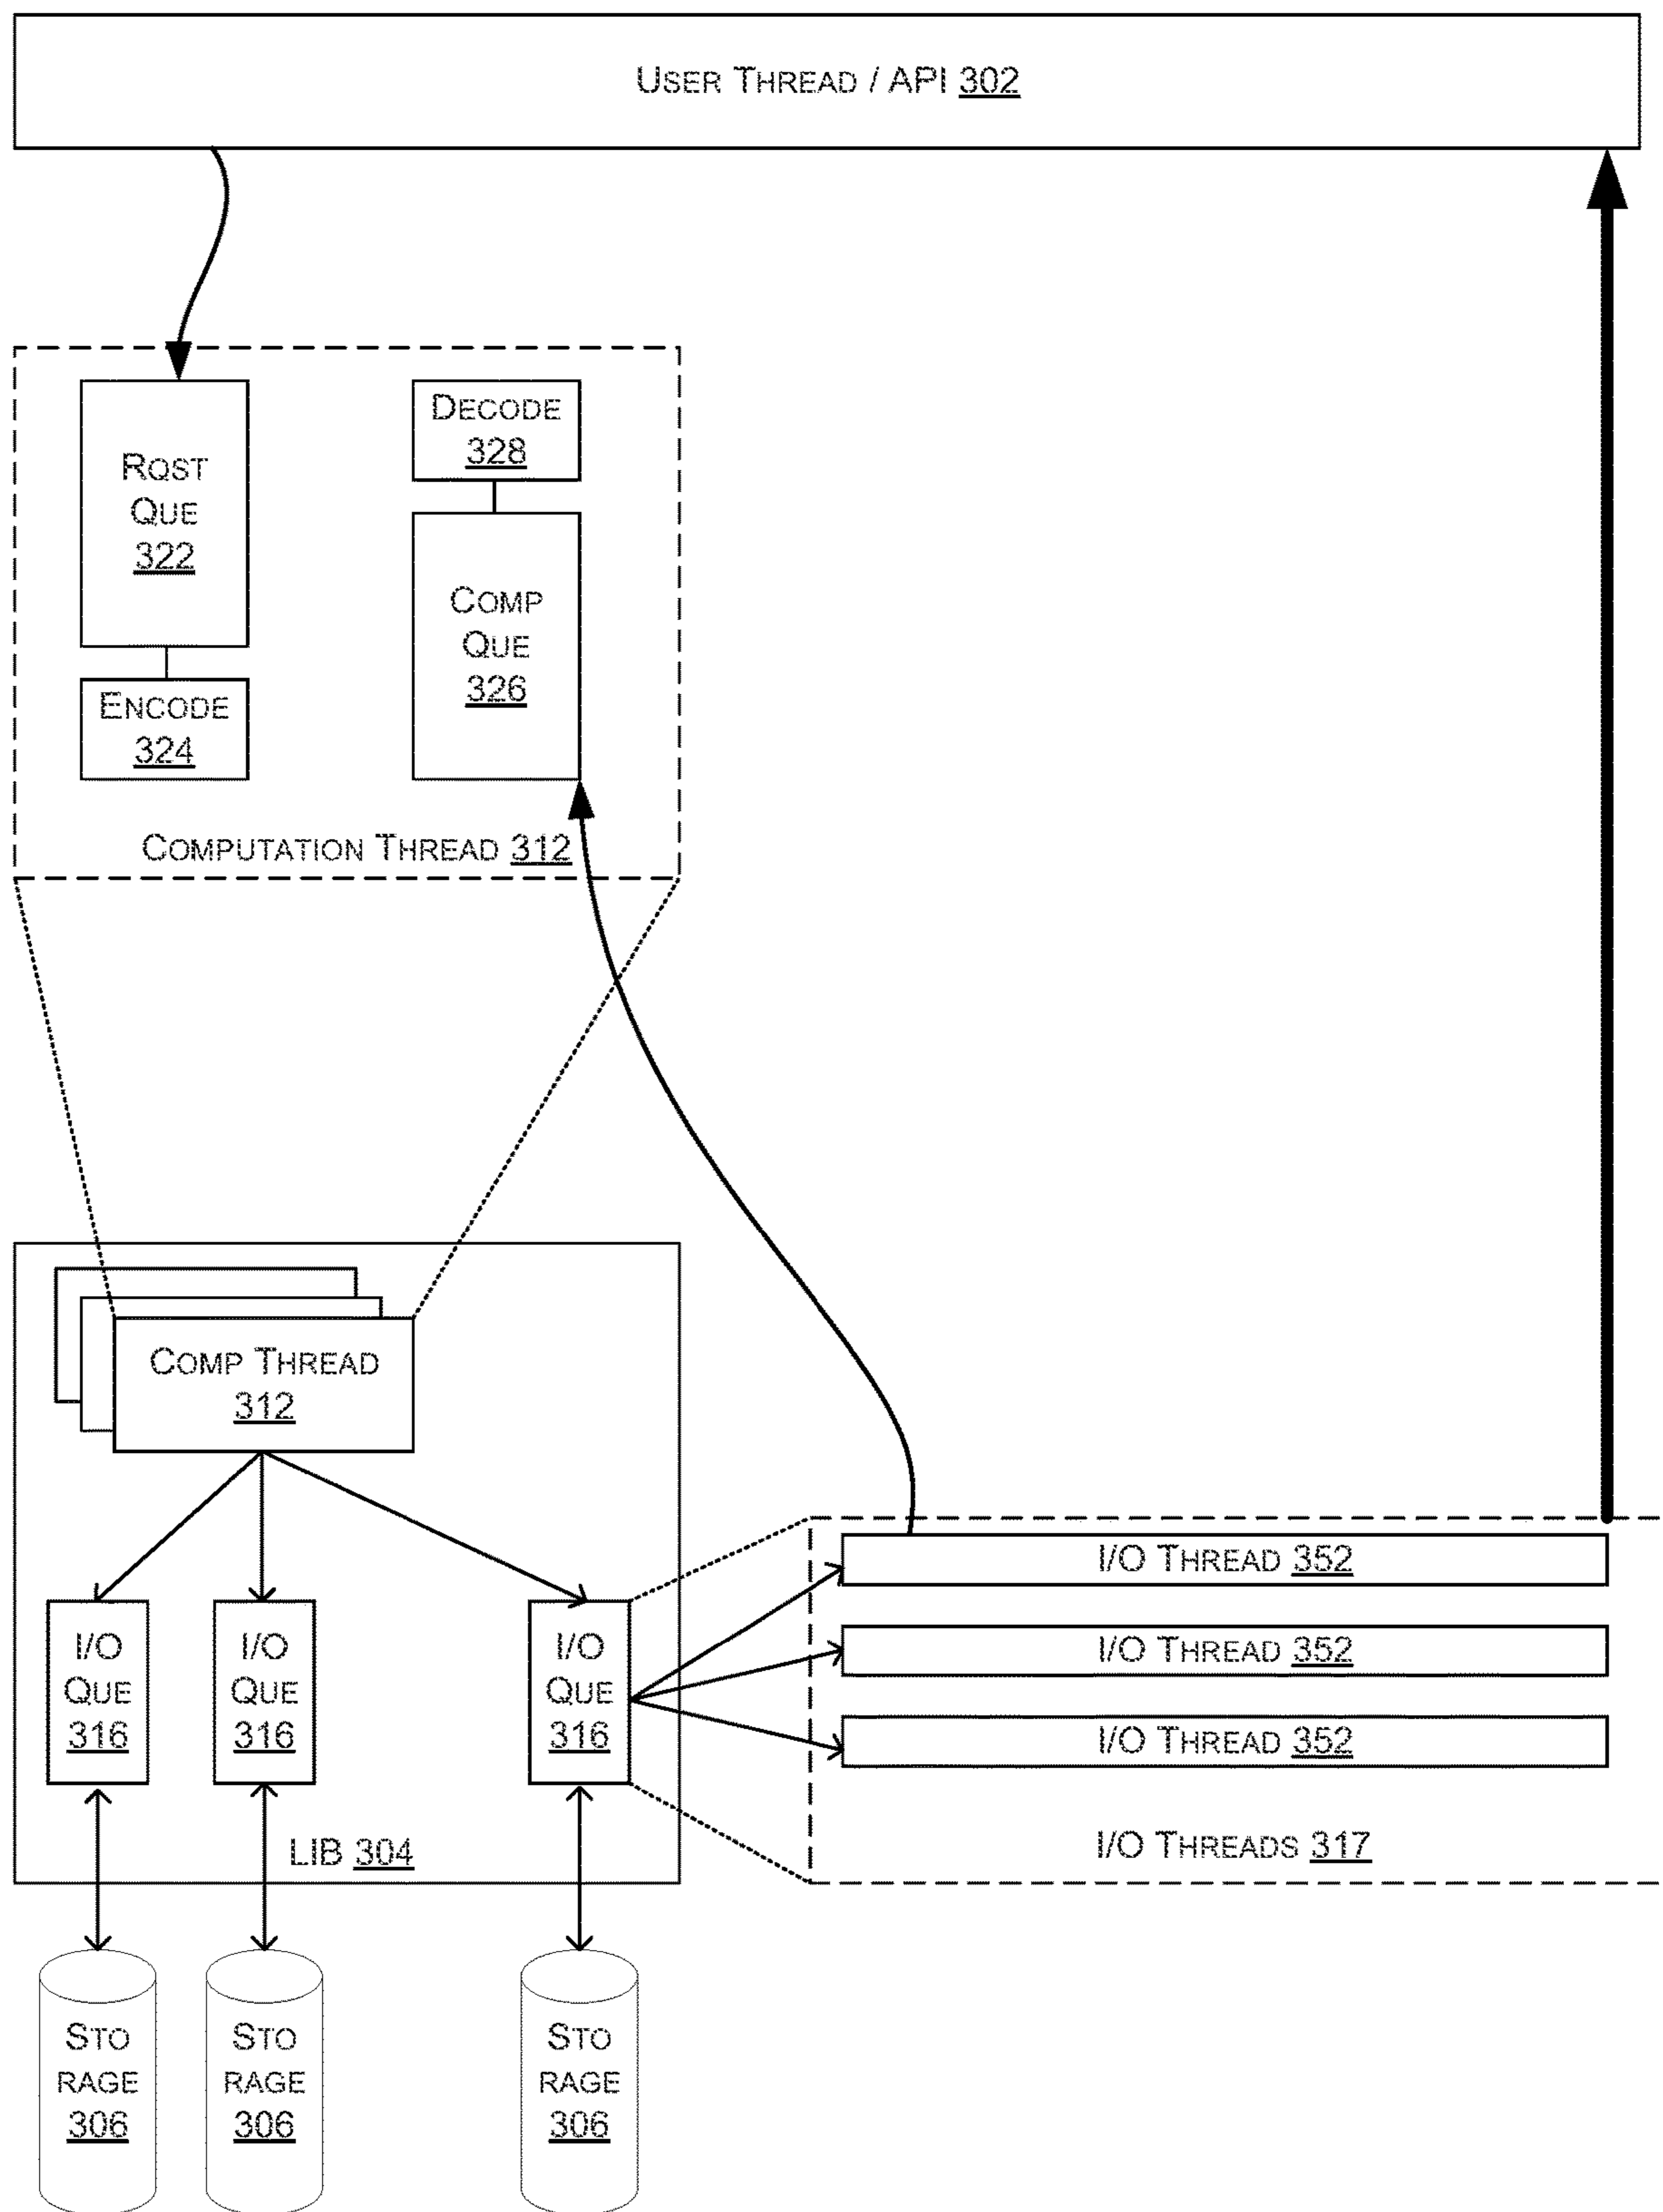 USER THREAD / API 302
RQST
QUE
322
ENCODE
324
DECODE
328
COMP
QUE
326
COMPUTATION THREAD 312
COMP THREAD
312
I/O
QUE
316
I/O
QUE
316
I/O
QUE
316
LIB 304
I/O THREAD 352
I/O THREAD 352
I/O THREAD 352
I/O THREADS 317
STO
RAGE
306
STO
RAGE
306
STO
RAGE
306